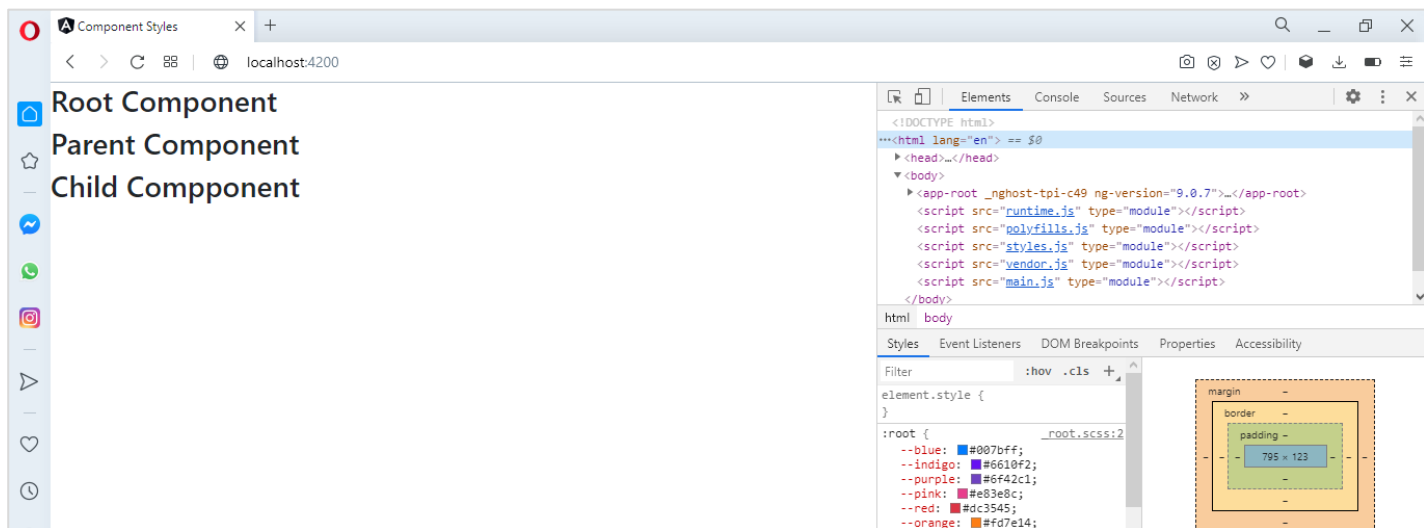 Component Styles
localhost:4200
Root Component
Parent Component
Child Compponent
Elements Console Sources Network »
<!DOCTYPE html>
···<html lang="en"> == $0
▶<head>…</head>
▼<body>
▶<app-root _nghost-tpi-c49 ng-version="9.0.7">…</app-root>
<script src="runtime.js" type="module"></script>
<script src="polyfills.js" type="module"></script>
<script src="styles.js" type="module"></script>
<script src="vendor.js" type="module"></script>
<script src="main.js" type="module"></script>
</body>
html body
Styles Event Listeners DOM Breakpoints Properties Accessibility
Filter :hov .cls +
element.style {
}
:root { _root.scss:2
--blue: #007bff;
--indigo: #6610f2;
--purple: #6f42c1;
--pink: #e83e8c;
--red: #dc3545;
--orange: #fd7e14;
margin –
border –
padding –
– – – 795 × 123 – – –
–
–
–